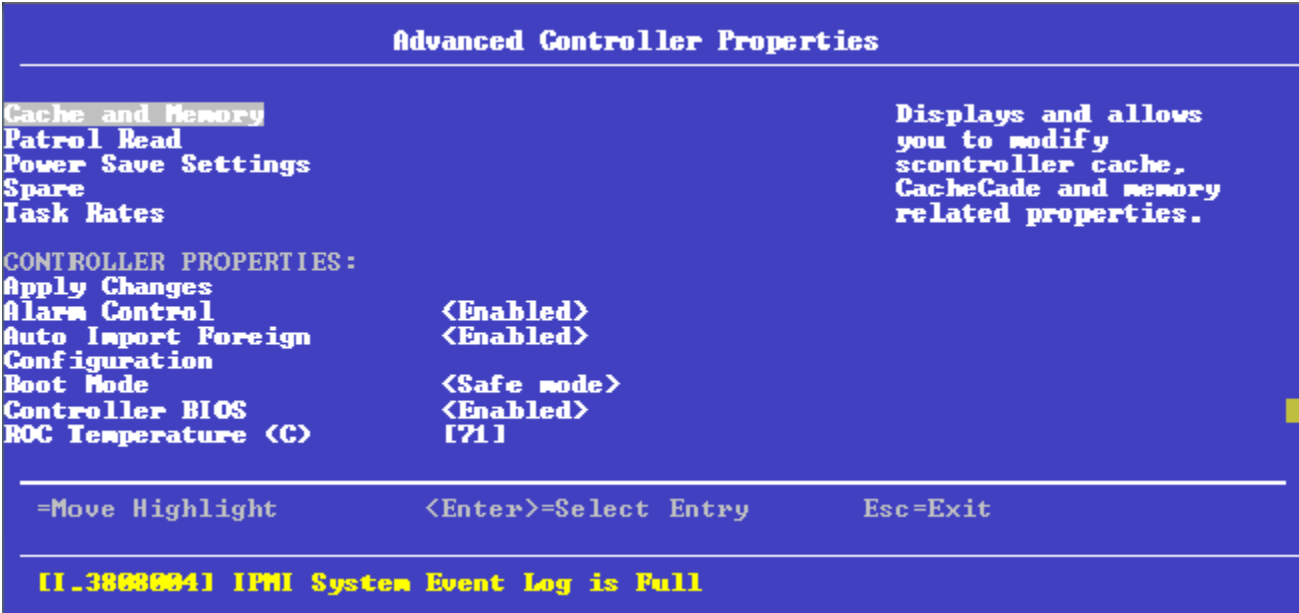 Advanced Controller Properties
Cache and Memory
Patrol Read
Power Save Settings
Spare
Task Rates
Displays and allows
you to modify
scontroller cache,
CacheCade and memory
related properties.
CONTROLLER PROPERTIES:
Apply Changes
Alarm Control <Enabled>
Auto Import Foreign <Enabled>
Configuration
Boot Mode <Safe mode>
Controller BIOS <Enabled>
ROC Temperature (C) [71]
=Move Highlight <Enter>=Select Entry Esc=Exit
[I.3808004] IPMI System Event Log is Full